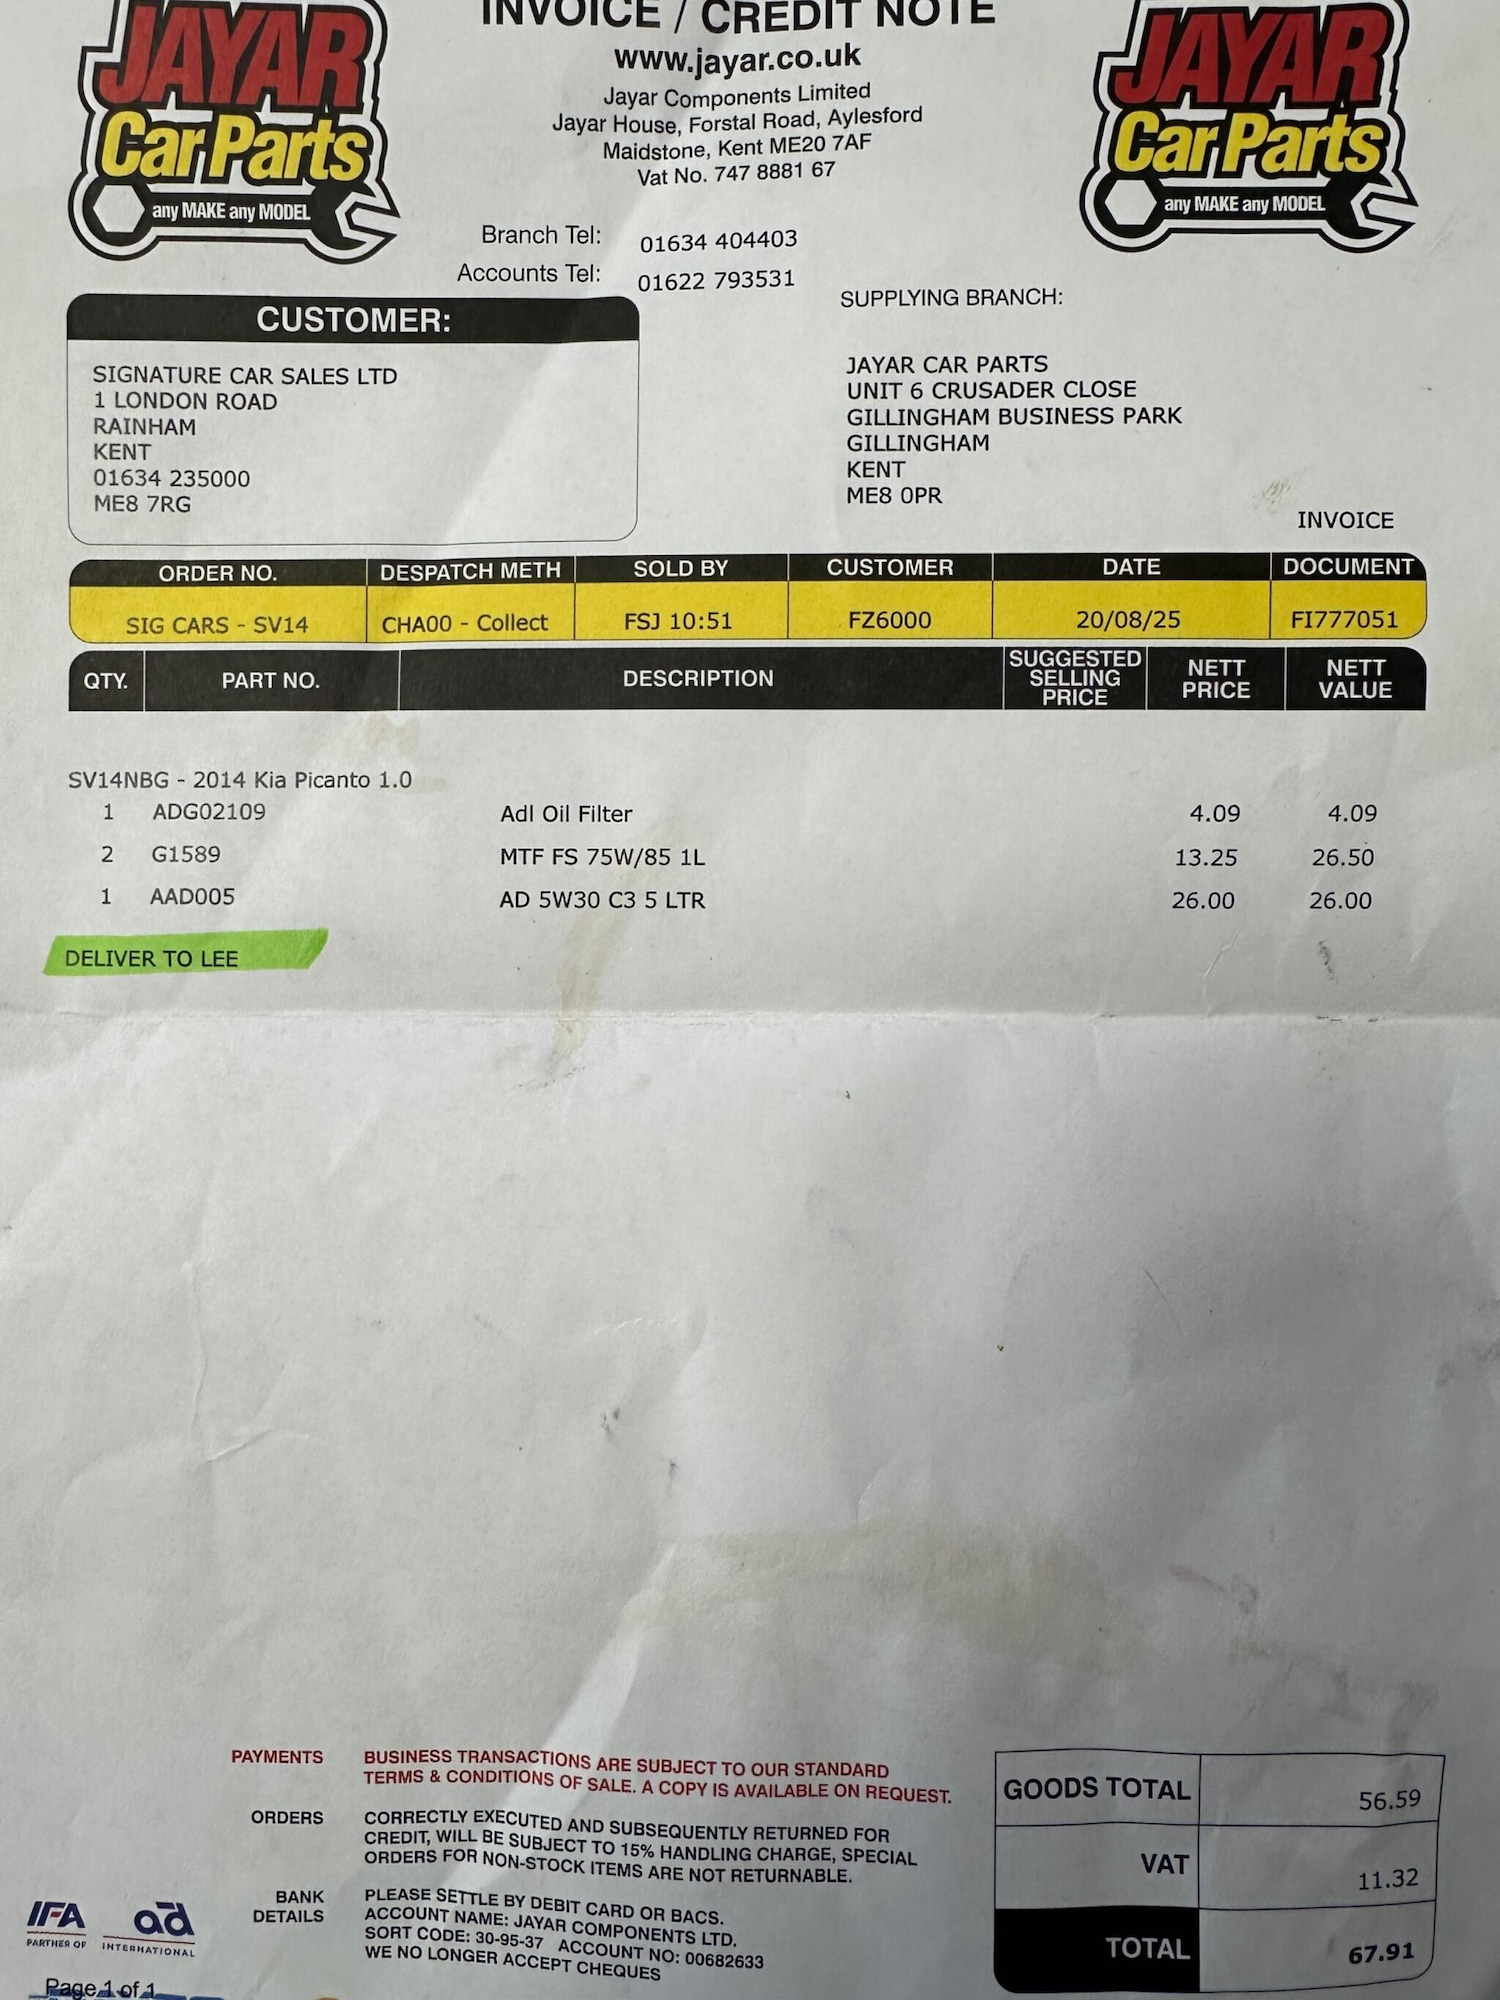 INVOICE / CREDIT NOTE
www.jayar.co.uk
Jayar Components Limited
Jayar House, Forstal Road, Aylesford
Maidstone, Kent ME20 7AF
Vat No. 747 8881 67
JAYAR
Car Parts
any MAKE any MODEL
JAYAR
Car Parts
any MAKE any MODEL
Branch Tel: 01634 404403
Accounts Tel: 01622 793531
CUSTOMER:
SIGNATURE CAR SALES LTD
1 LONDON ROAD
RAINHAM
KENT
01634 235000
ME8 7RG
SUPPLYING BRANCH:
JAYAR CAR PARTS
UNIT 6 CRUSADER CLOSE
GILLINGHAM BUSINESS PARK
GILLINGHAM
KENT
ME8 0PR
INVOICE
ORDER NO. DESPATCH METH SOLD BY CUSTOMER DATE DOCUMENT
SIG CARS - SV14 CHA00 - Collect FSJ 10:51 FZ6000 20/08/25 FI777051
QTY. PART NO. DESCRIPTION SUGGESTED SELLING PRICE NETT PRICE NETT VALUE
SV14NBG - 2014 Kia Picanto 1.0
1 ADG02109 Adl Oil Filter 4.09 4.09
2 G1589 MTF FS 75W/85 1L 13.25 26.50
1 AAD005 AD 5W30 C3 5 LTR 26.00 26.00
DELIVER TO LEE
PAYMENTS BUSINESS TRANSACTIONS ARE SUBJECT TO OUR STANDARD
TERMS & CONDITIONS OF SALE. A COPY IS AVAILABLE ON REQUEST.
ORDERS CORRECTLY EXECUTED AND SUBSEQUENTLY RETURNED FOR
CREDIT, WILL BE SUBJECT TO 15% HANDLING CHARGE, SPECIAL
ORDERS FOR NON-STOCK ITEMS ARE NOT RETURNABLE.
BANK DETAILS PLEASE SETTLE BY DEBIT CARD OR BACS.
ACCOUNT NAME: JAYAR COMPONENTS LTD.
SORT CODE: 30-95-37 ACCOUNT NO: 00682633
WE NO LONGER ACCEPT CHEQUES
GOODS TOTAL 56.59
VAT 11.32
TOTAL 67.91
IFA
PARTNER OF
ad
INTERNATIONAL
Page 1 of 1